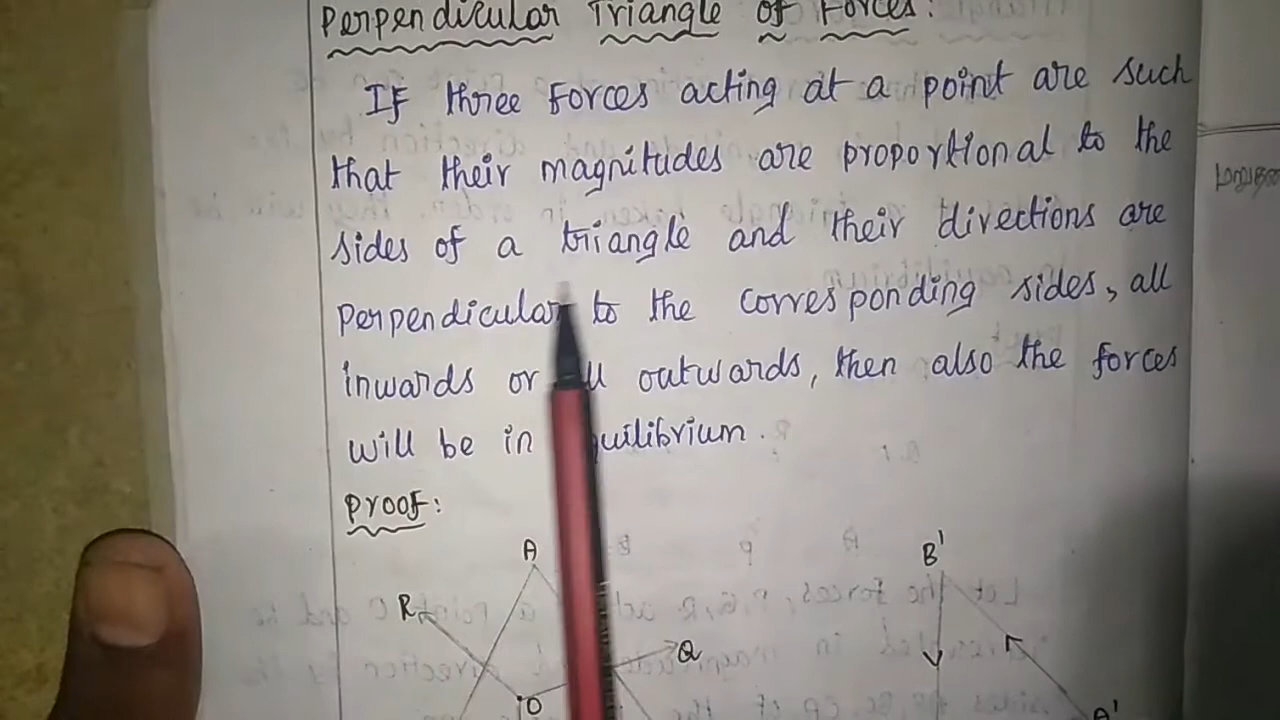 Perpendicular Triangle of Forces:
If three Forces acting at a point are such
that their magnitudes are proportional to the
sides of a triangle and their directions are
perpendicular to the corresponding sides, all
inwards or all outwards, then also the forces
will be in equilibrium.
Proof:
A
B'
R
Q
O
A'